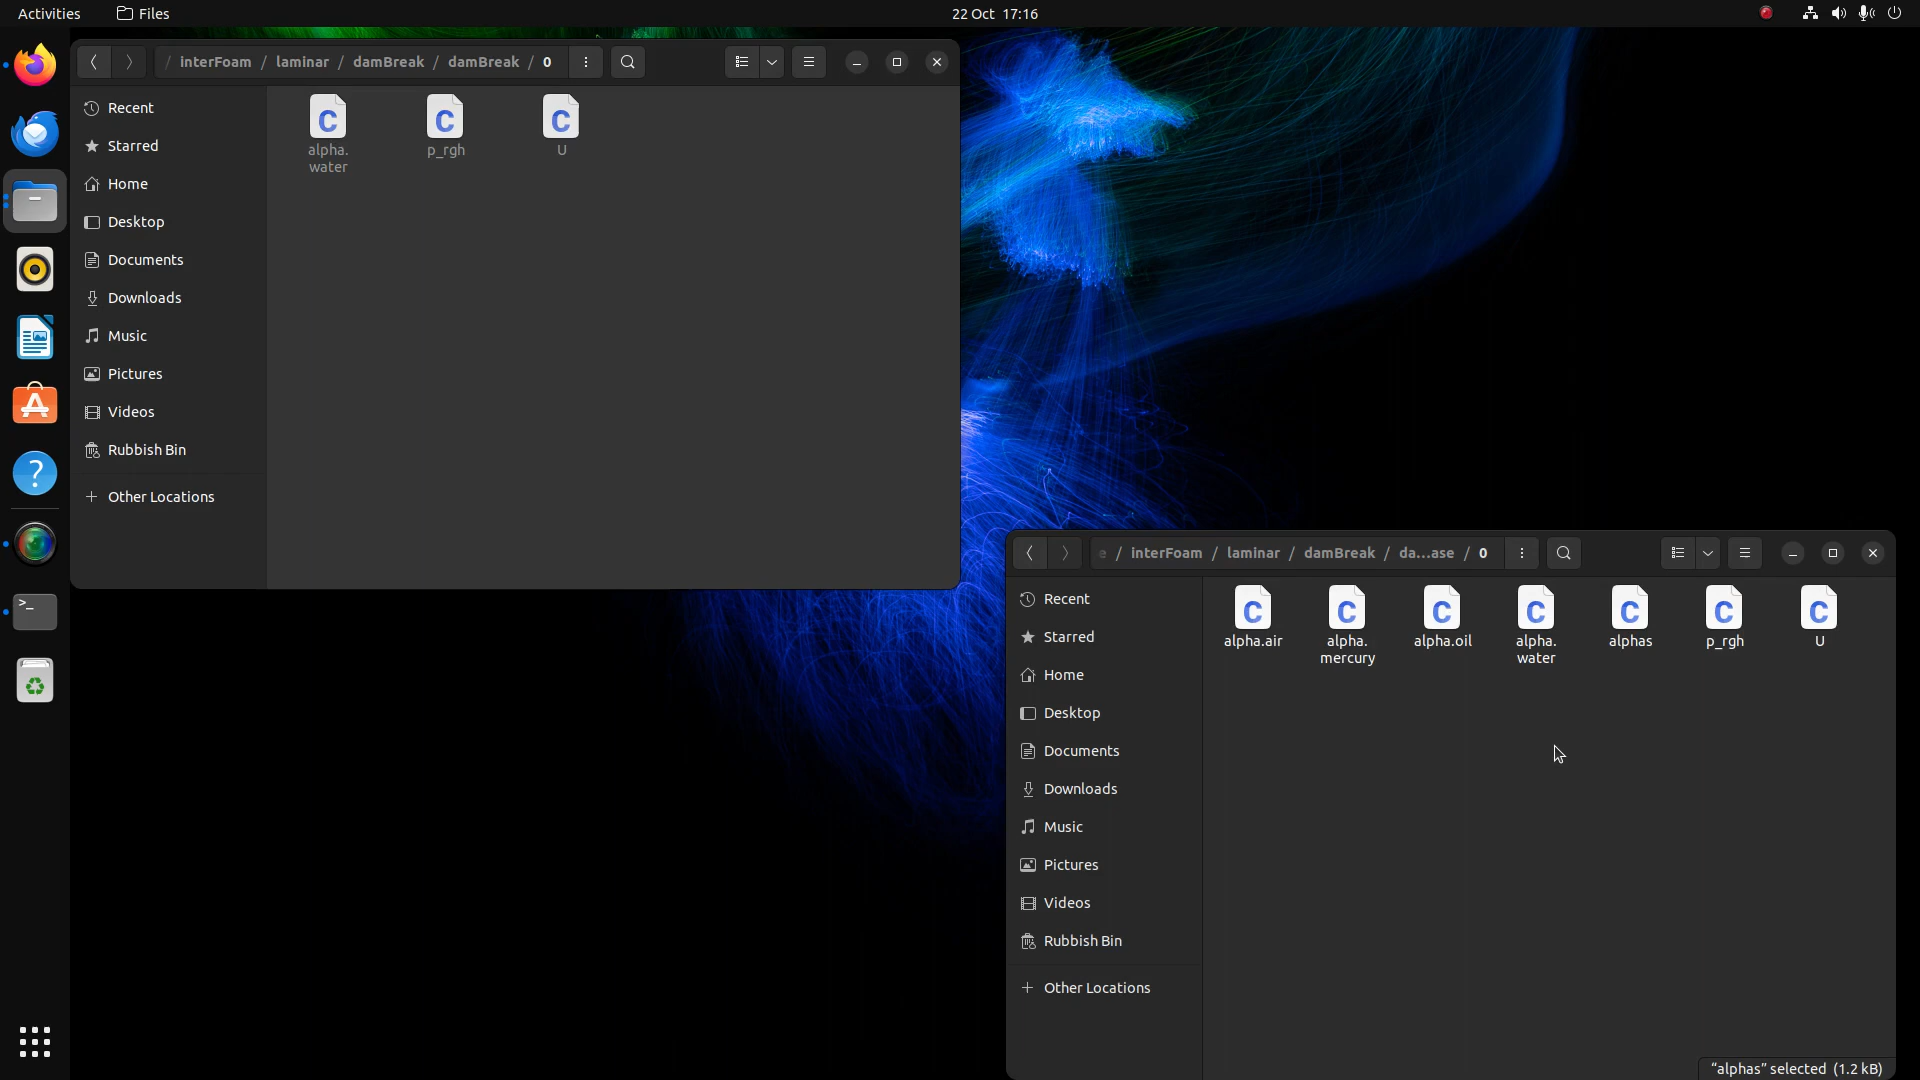 Activities
Files
22 Oct 17:16
/ interFoam / laminar / damBreak / damBreak / 0
Recent
Starred
Home
Desktop
Documents
Downloads
Music
Pictures
Videos
Rubbish Bin
+ Other Locations
alpha.
water
p_rgh
U
e / interFoam / laminar / damBreak / da...ase / 0
Recent
Starred
Home
Desktop
Documents
Downloads
Music
Pictures
Videos
Rubbish Bin
+ Other Locations
alpha.air
alpha.
mercury
alpha.oil
alpha.
water
alphas
p_rgh
U
“alphas” selected (1.2 kB)